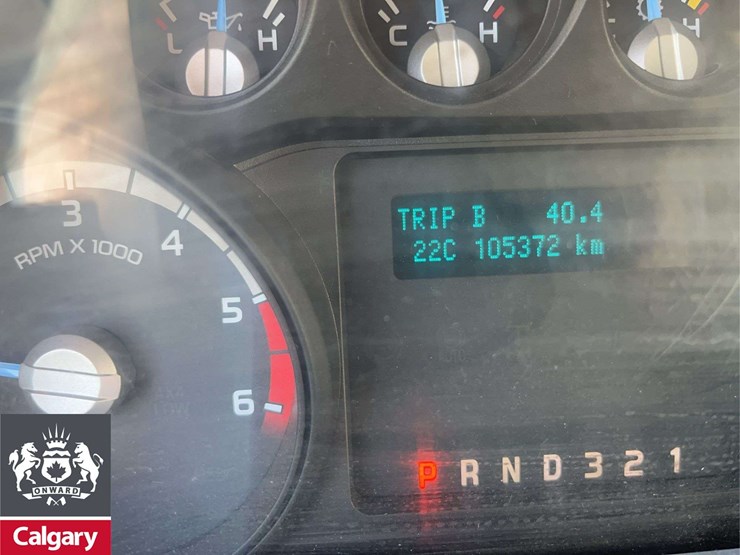 L H C H H
3
4
RPM X 1000
5
6
TRIP B 40.4
22C 105372 km
P R N D 3 2 1
ONWARD
Calgary